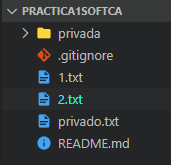 PRACTICA1SOFTCA
privada
.gitignore
1.txt
2.txt
privado.txt
README.md